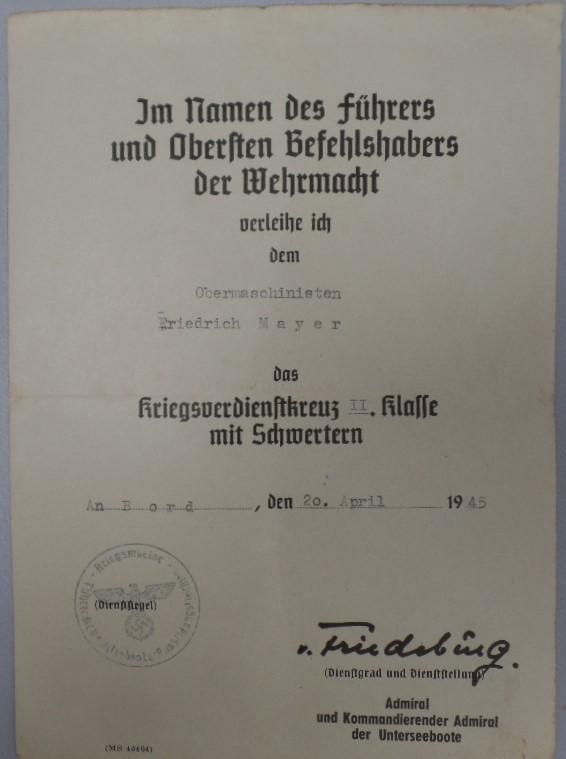 Im Namen des Führers
und Obersten Befehlshabers
der Wehrmacht
verleihe ich
dem
Obermaschinisten
Friedrich Mayer
das
Kriegsverdienstkreuz II. Klasse
mit Schwertern
An Bord, den 20. April 1945
Kriegsmarine
(Dienstsiegel)
v. Friedeburg.
(Dienstgrad und Dienststellung)
Admiral
und Kommandierender Admiral
der Unterseeboote